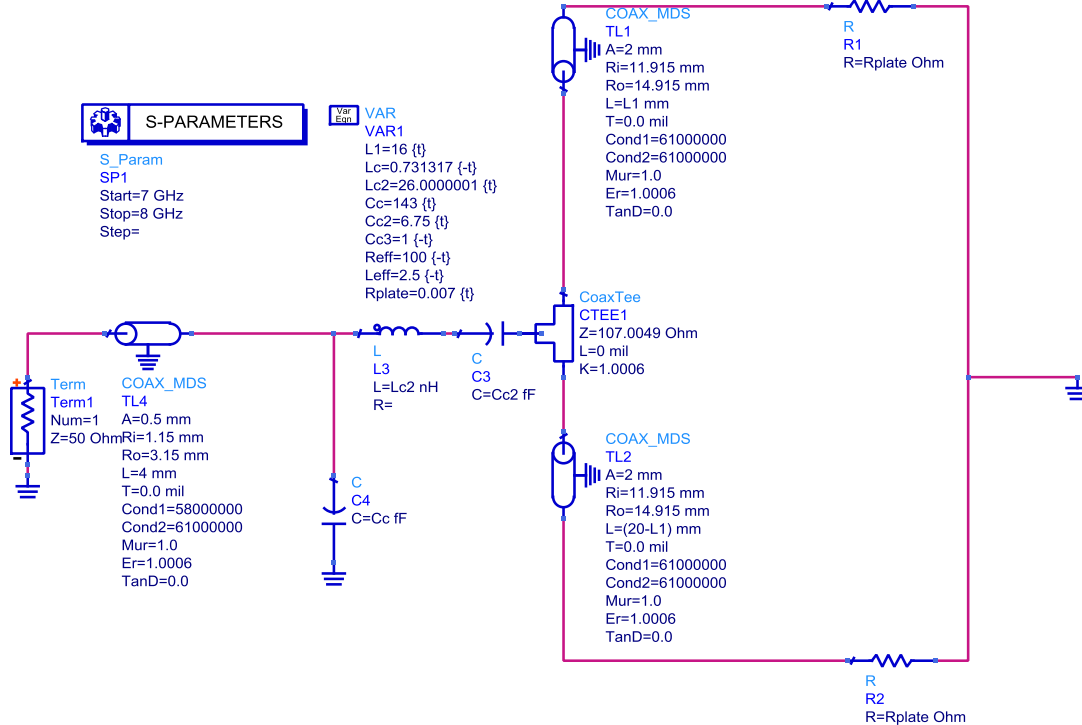 COAX_MDS
TL1
A=2 mm
Ri=11.915 mm
Ro=14.915 mm
L=L1 mm
T=0.0 mil
Cond1=61000000
Cond2=61000000
Mur=1.0
Er=1.0006
TanD=0.0
R
R1
R=Rplate Ohm
S-PARAMETERS
S_Param
SP1
Start=7 GHz
Stop=8 GHz
Step=
Var
Eqn
VAR
VAR1
L1=16 {t}
Lc=0.731317 {-t}
Lc2=26.0000001 {t}
Cc=143 {t}
Cc2=6.75 {t}
Cc3=1 {-t}
Reff=100 {-t}
Leff=2.5 {-t}
Rplate=0.007 {t}
CoaxTee
CTEE1
Z=107.0049 Ohm
L=0 mil
K=1.0006
L
L3
L=Lc2 nH
R=
C
C3
C=Cc2 fF
+
Term
Term1
Num=1
Z=50 Ohm
-
COAX_MDS
TL4
A=0.5 mm
Ri=1.15 mm
Ro=3.15 mm
L=4 mm
T=0.0 mil
Cond1=58000000
Cond2=61000000
Mur=1.0
Er=1.0006
TanD=0.0
C
C4
C=Cc fF
COAX_MDS
TL2
A=2 mm
Ri=11.915 mm
Ro=14.915 mm
L=(20-L1) mm
T=0.0 mil
Cond1=61000000
Cond2=61000000
Mur=1.0
Er=1.0006
TanD=0.0
R
R2
R=Rplate Ohm